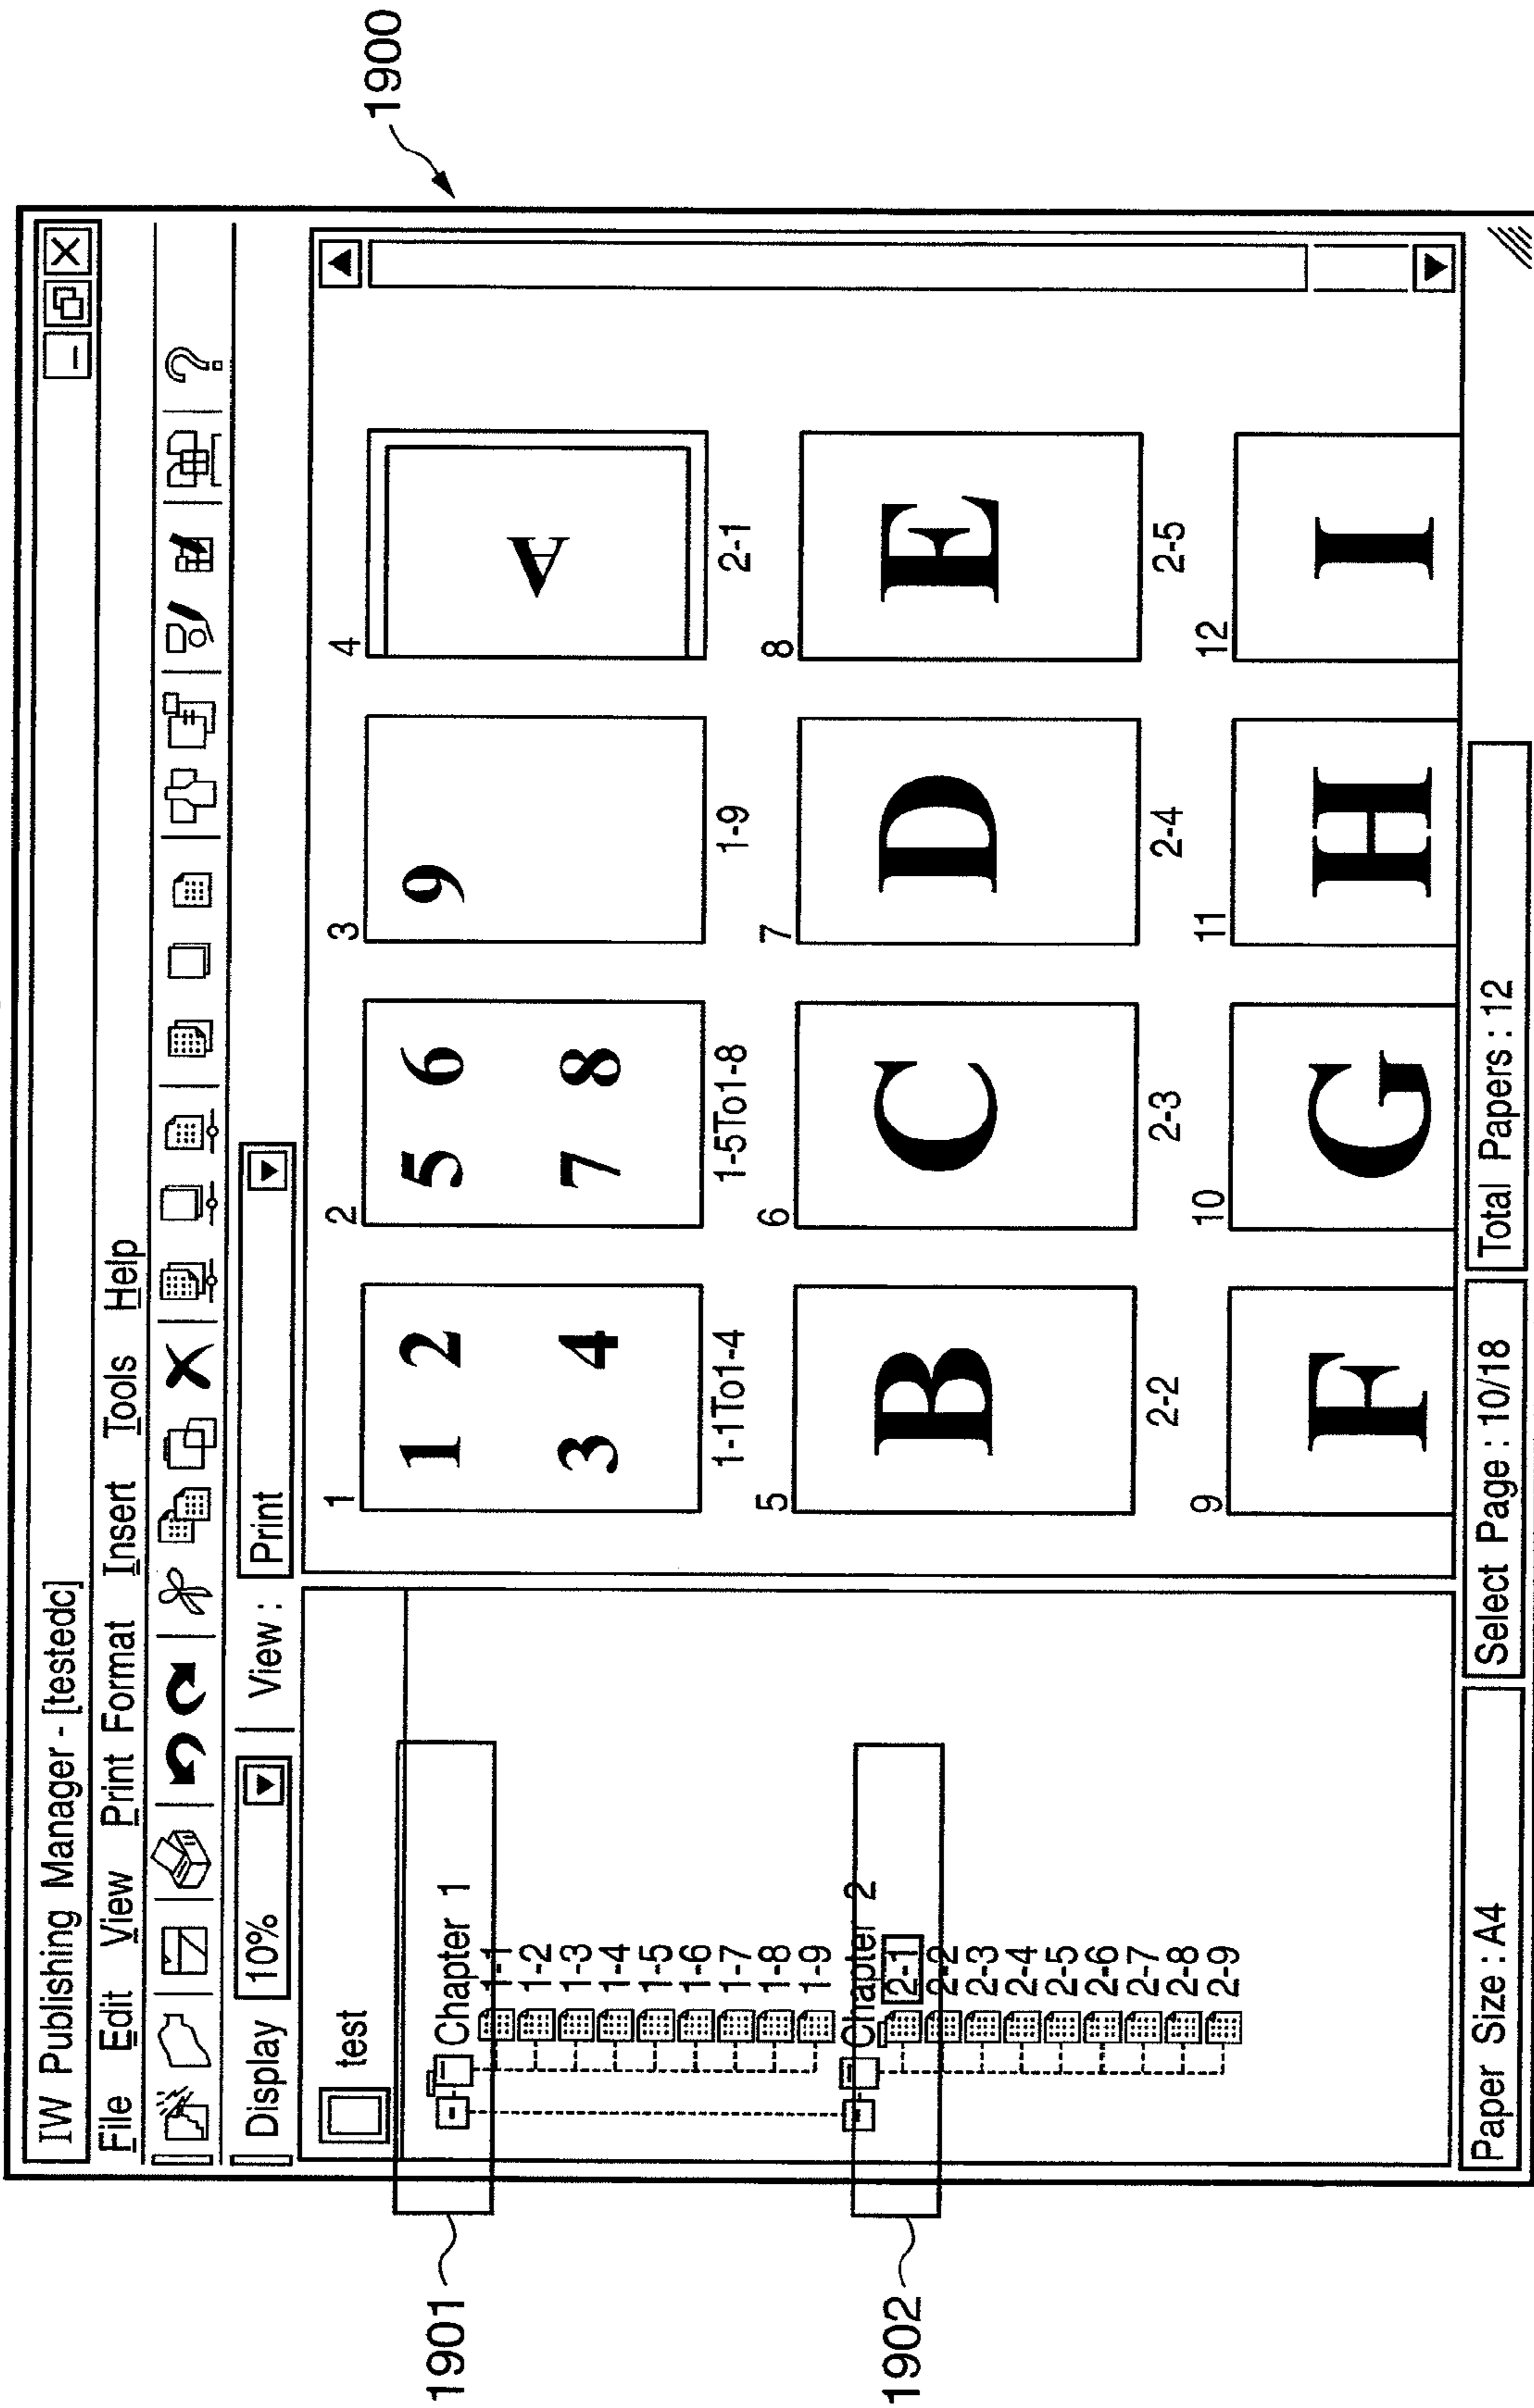 1900
IW Publishing Manager - [testedc]
File Edit View Print Format Insert Tools Help
?
Display 10% View : Print
test
Chapter 1
1-1
1-2
1-3
1-4
1-5
1-6
1-7
1-8
1-9
Chapter 2
2-1
2-2
2-3
2-4
2-5
2-6
2-7
2-8
2-9
1901
1902
1 2 3 4
1 2 5 6 9 A
3 4 7 8
1-1To1-4 1-5To1-8 1-9 2-1
5 6 7 8
B C D E
2-2 2-3 2-4 2-5
9 10 11 12
F G H I
Paper Size : A4 Select Page : 10/18 Total Papers : 12